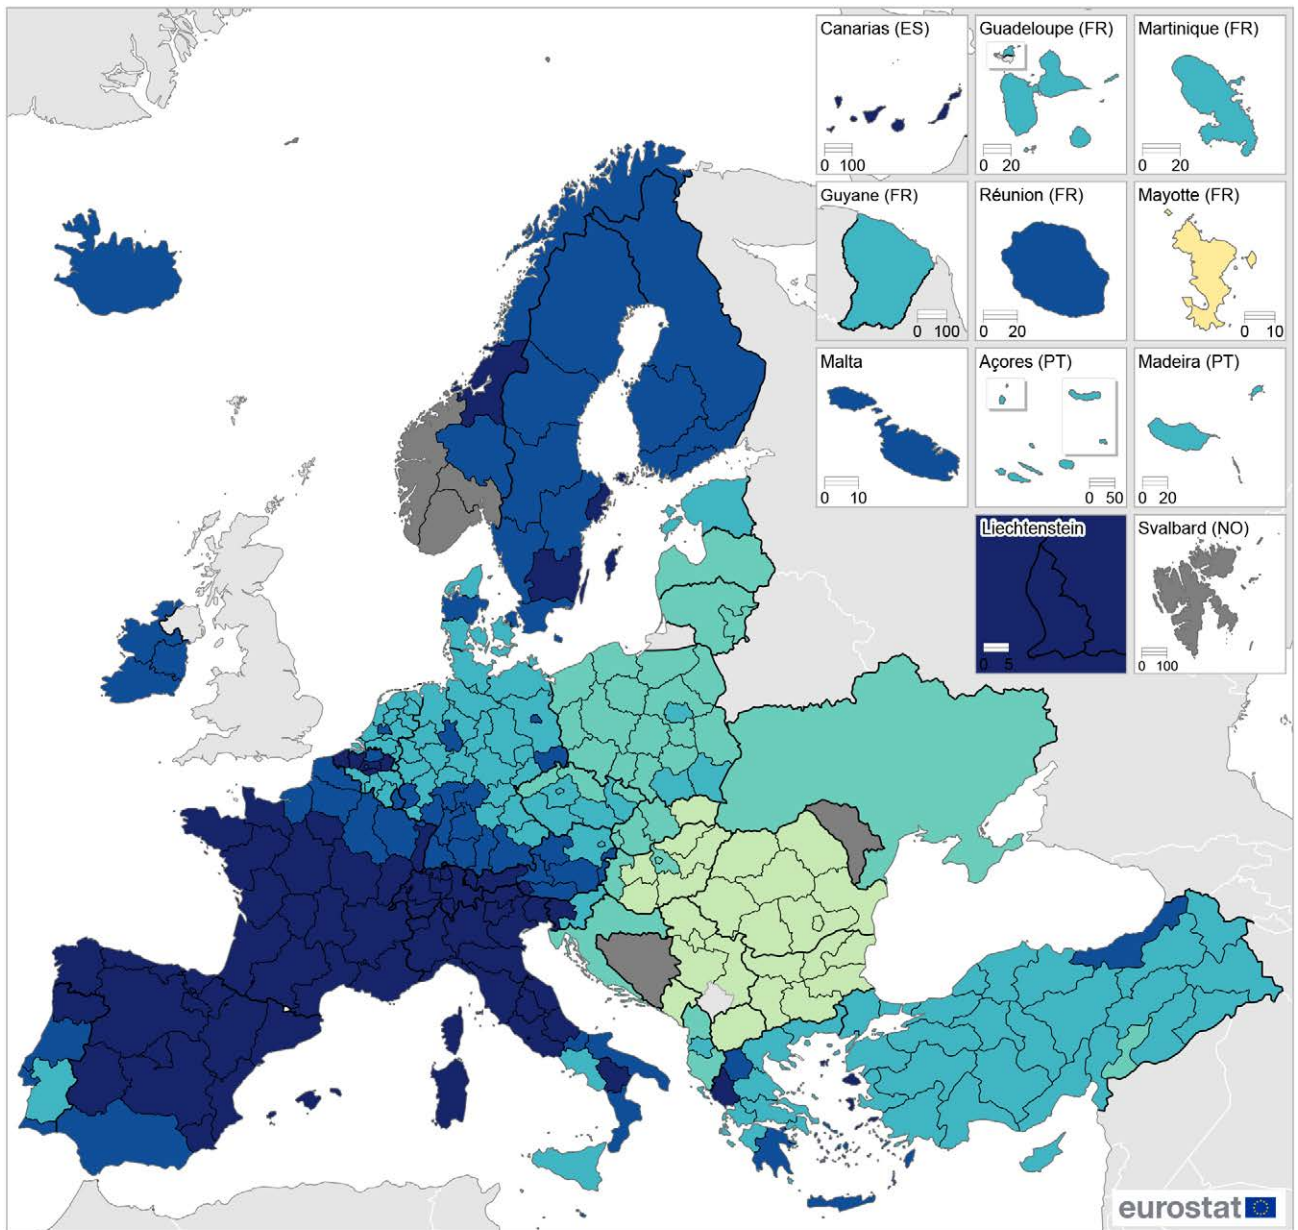 Canarias (ES)
0 100
Guadeloupe (FR)
0 20
Martinique (FR)
0 20
Guyane (FR)
0 100
Réunion (FR)
0 20
Mayotte (FR)
0 10
Malta
0 10
Açores (PT)
0 50
Madeira (PT)
0 20
Liechtenstein
0 5
Svalbard (NO)
0 100
eurostat